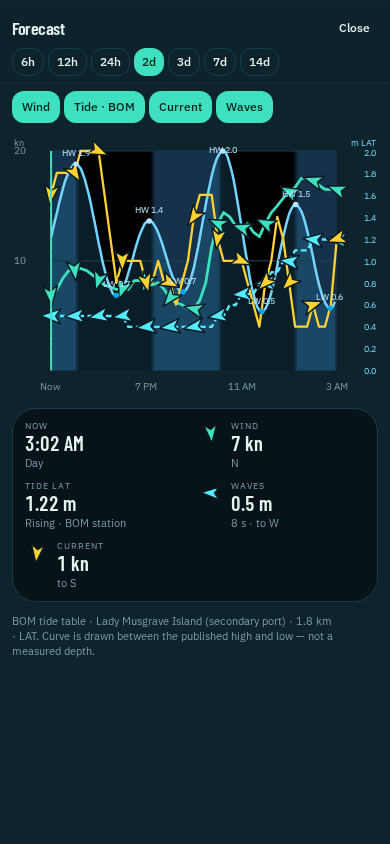 Forecast
Close
6h 12h 24h 2d 3d 7d 14d
Wind Tide · BOM Current Waves
kn m LAT
20
10
2.0
1.8
1.6
1.4
1.2
1.0
0.8
0.6
0.4
0.2
0.0
HW 1.9
HW 1.4
HW 2.0
HW 1.5
LW 0.5
LW 0.6
Now 7 PM 11 AM 3 AM
NOW
3:02 AM
Day
WIND
7 kn
N
TIDE LAT
1.22 m
Rising · BOM station
WAVES
0.5 m
8 s · to W
CURRENT
1 kn
to S
BOM tide table · Lady Musgrave Island (secondary port) · 1.8 km
· LAT. Curve is drawn between the published high and low — not a
measured depth.